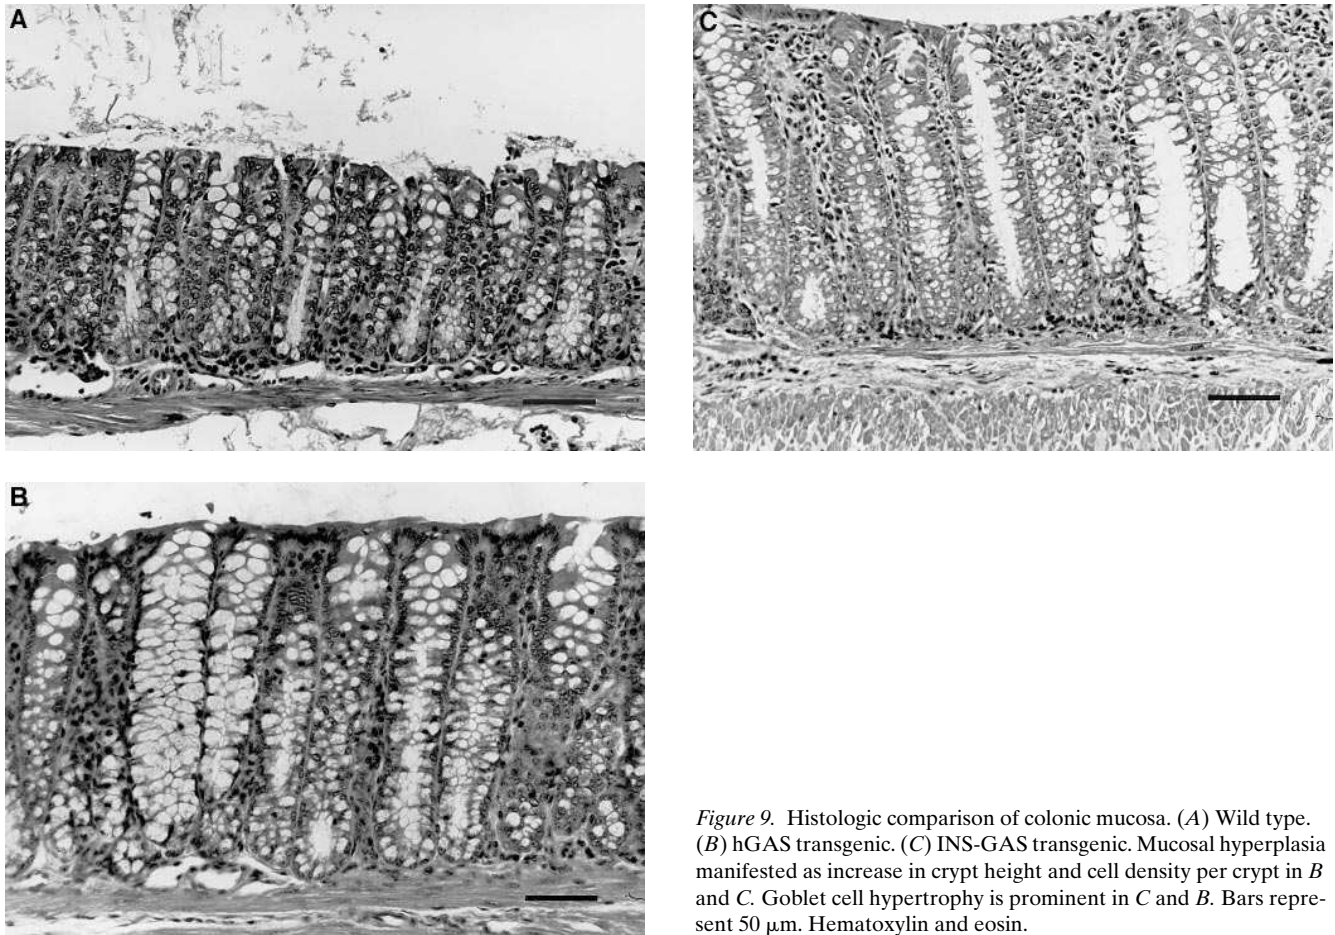 A
C
B
Figure 9. Histologic comparison of colonic mucosa. (A) Wild type.
(B) hGAS transgenic. (C) INS-GAS transgenic. Mucosal hyperplasia
manifested as increase in crypt height and cell density per crypt in B
and C. Goblet cell hypertrophy is prominent in C and B. Bars repre-
sent 50 μm. Hematoxylin and eosin.